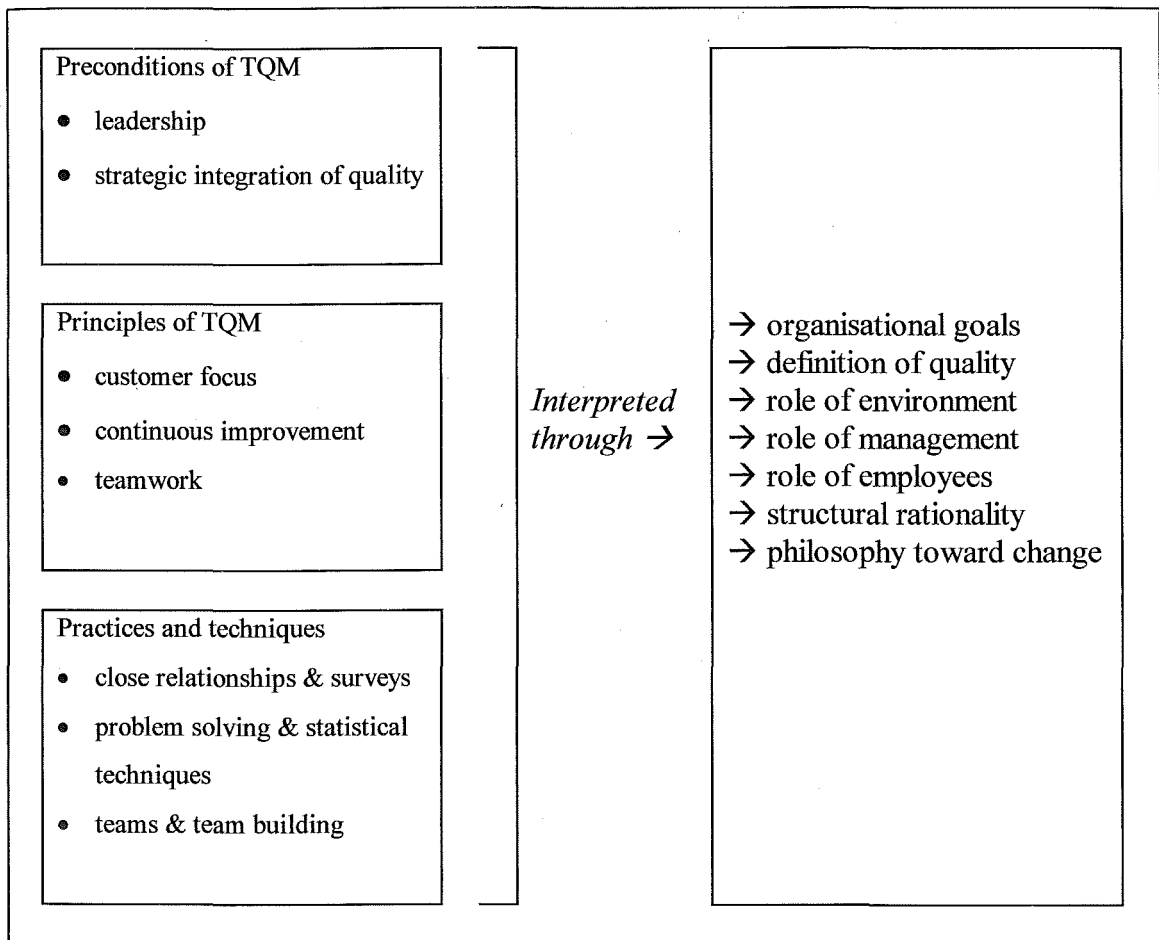 Preconditions of TQM
• leadership
• strategic integration of quality
Principles of TQM
• customer focus
• continuous improvement
• teamwork
Practices and techniques
• close relationships & surveys
• problem solving & statistical
techniques
• teams & team building
Interpreted
through →
→ organisational goals
→ definition of quality
→ role of environment
→ role of management
→ role of employees
→ structural rationality
→ philosophy toward change